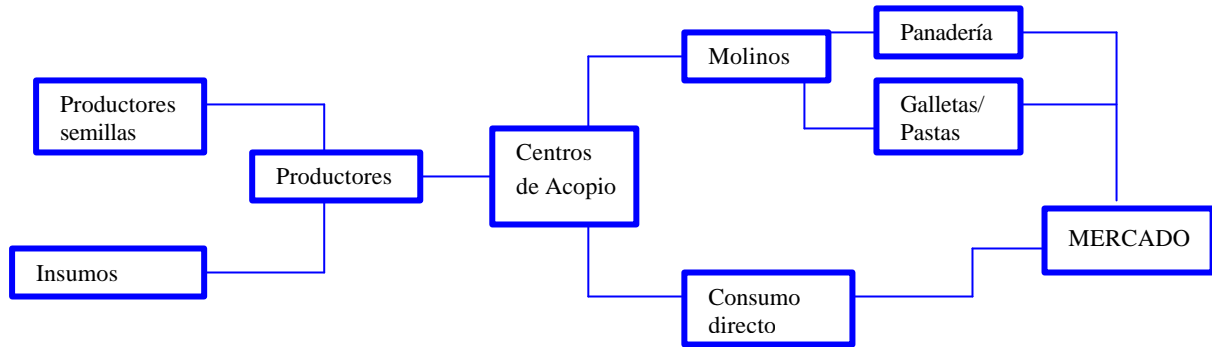 Productores
semillas
Insumos
Productores
Centros
de Acopio
Molinos
Panadería
Galletas/
Pastas
Consumo
directo
MERCADO